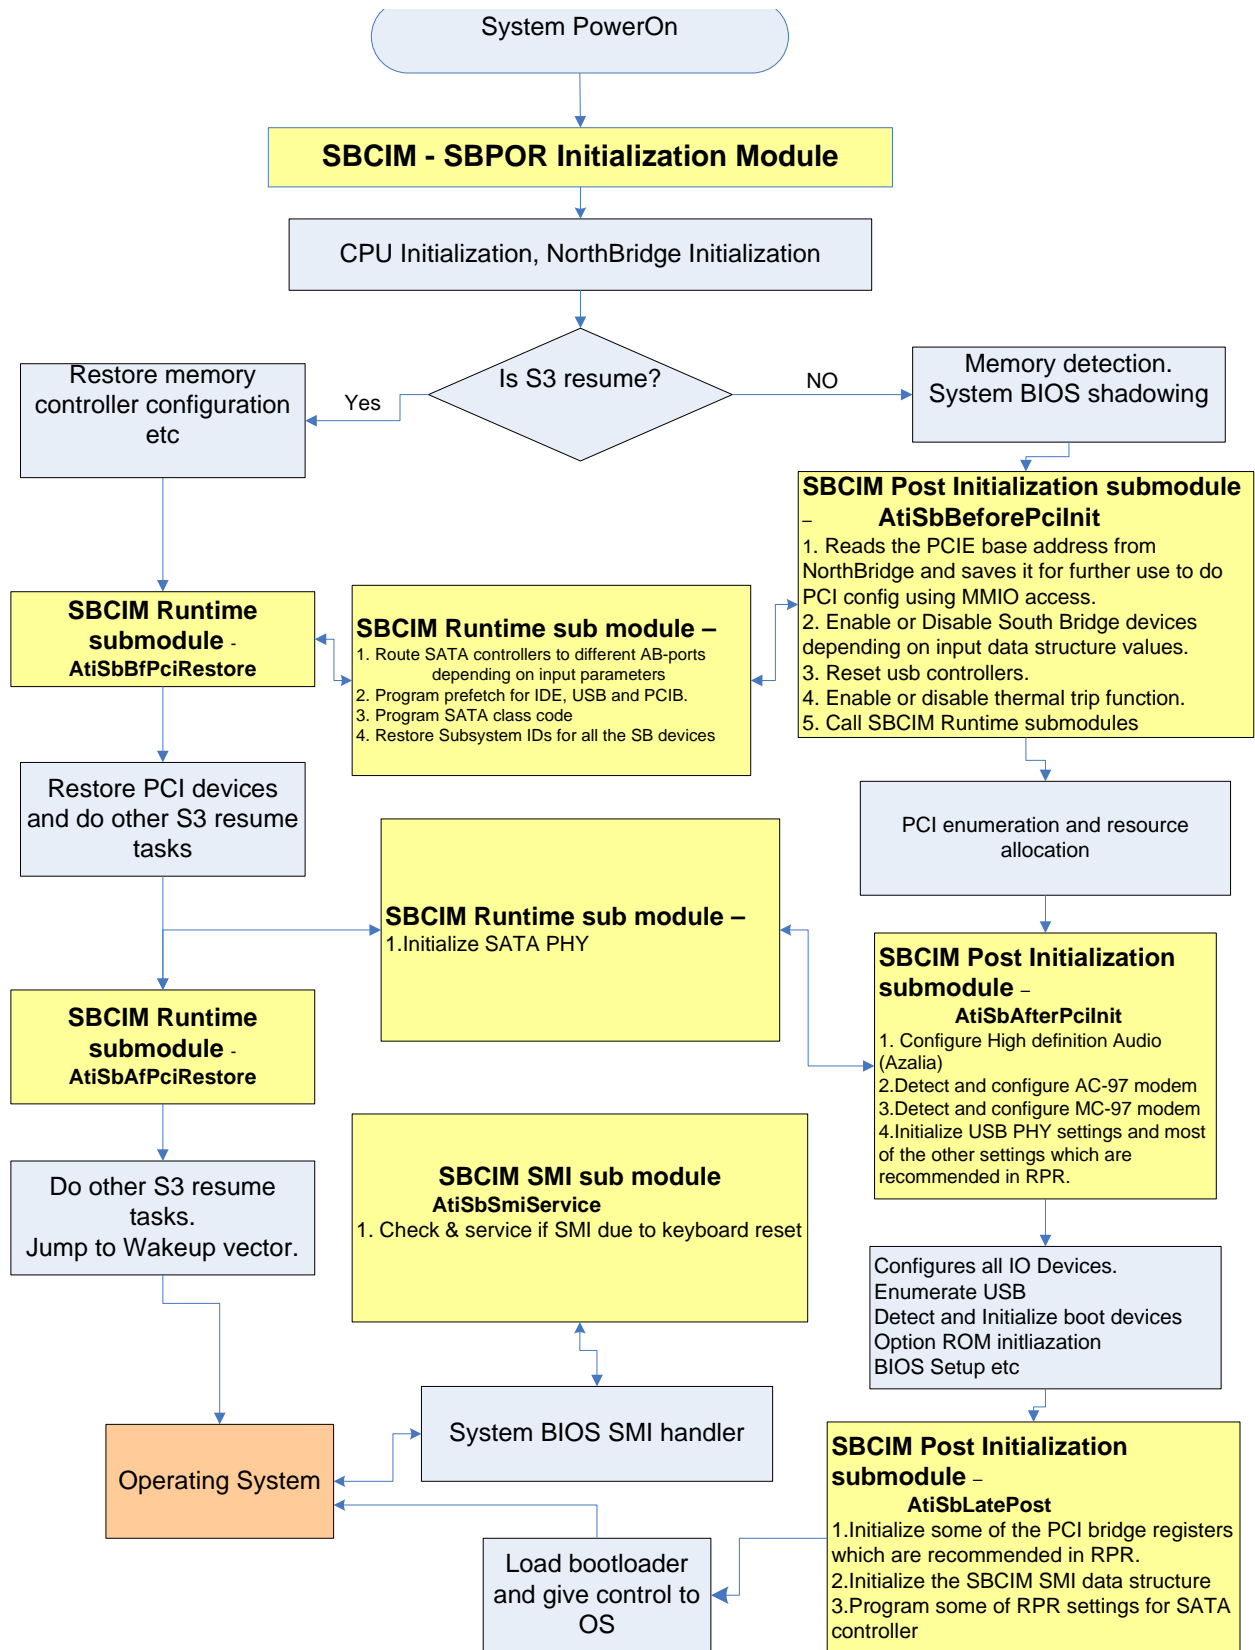 System PowerOn
SBCIM - SBPOR Initialization Module
CPU Initialization, NorthBridge Initialization
Is S3 resume?
Yes
NO
Restore memory
controller configuration
etc
Memory detection.
System BIOS shadowing
SBCIM Post Initialization submodule
– AtiSbBeforePciInit
1. Reads the PCIE base address from
NorthBridge and saves it for further use to do
PCI config using MMIO access.
2. Enable or Disable South Bridge devices
depending on input data structure values.
3. Reset usb controllers.
4. Enable or disable thermal trip function.
5. Call SBCIM Runtime submodules
SBCIM Runtime
submodule -
AtiSbBfPciRestore
SBCIM Runtime sub module –
1. Route SATA controllers to different AB-ports
depending on input parameters
2. Program prefetch for IDE, USB and PCIB.
3. Program SATA class code
4. Restore Subsystem IDs for all the SB devices
Restore PCI devices
and do other S3 resume
tasks
PCI enumeration and resource
allocation
SBCIM Runtime sub module –
1.Initialize SATA PHY
SBCIM Post Initialization
submodule –
AtiSbAfterPciInit
1. Configure High definition Audio
(Azalia)
2.Detect and configure AC-97 modem
3.Detect and configure MC-97 modem
4.Initialize USB PHY settings and most
of the other settings which are
recommended in RPR.
SBCIM Runtime
submodule -
AtiSbAfPciRestore
SBCIM SMI sub module
AtiSbSmiService
1. Check & service if SMI due to keyboard reset
Do other S3 resume
tasks.
Jump to Wakeup vector.
Configures all IO Devices.
Enumerate USB
Detect and Initialize boot devices
Option ROM initliazation
BIOS Setup etc
System BIOS SMI handler
Operating System
SBCIM Post Initialization
submodule –
AtiSbLatePost
1.Initialize some of the PCI bridge registers
which are recommended in RPR.
2.Initialize the SBCIM SMI data structure
3.Program some of RPR settings for SATA
controller
Load bootloader
and give control to
OS